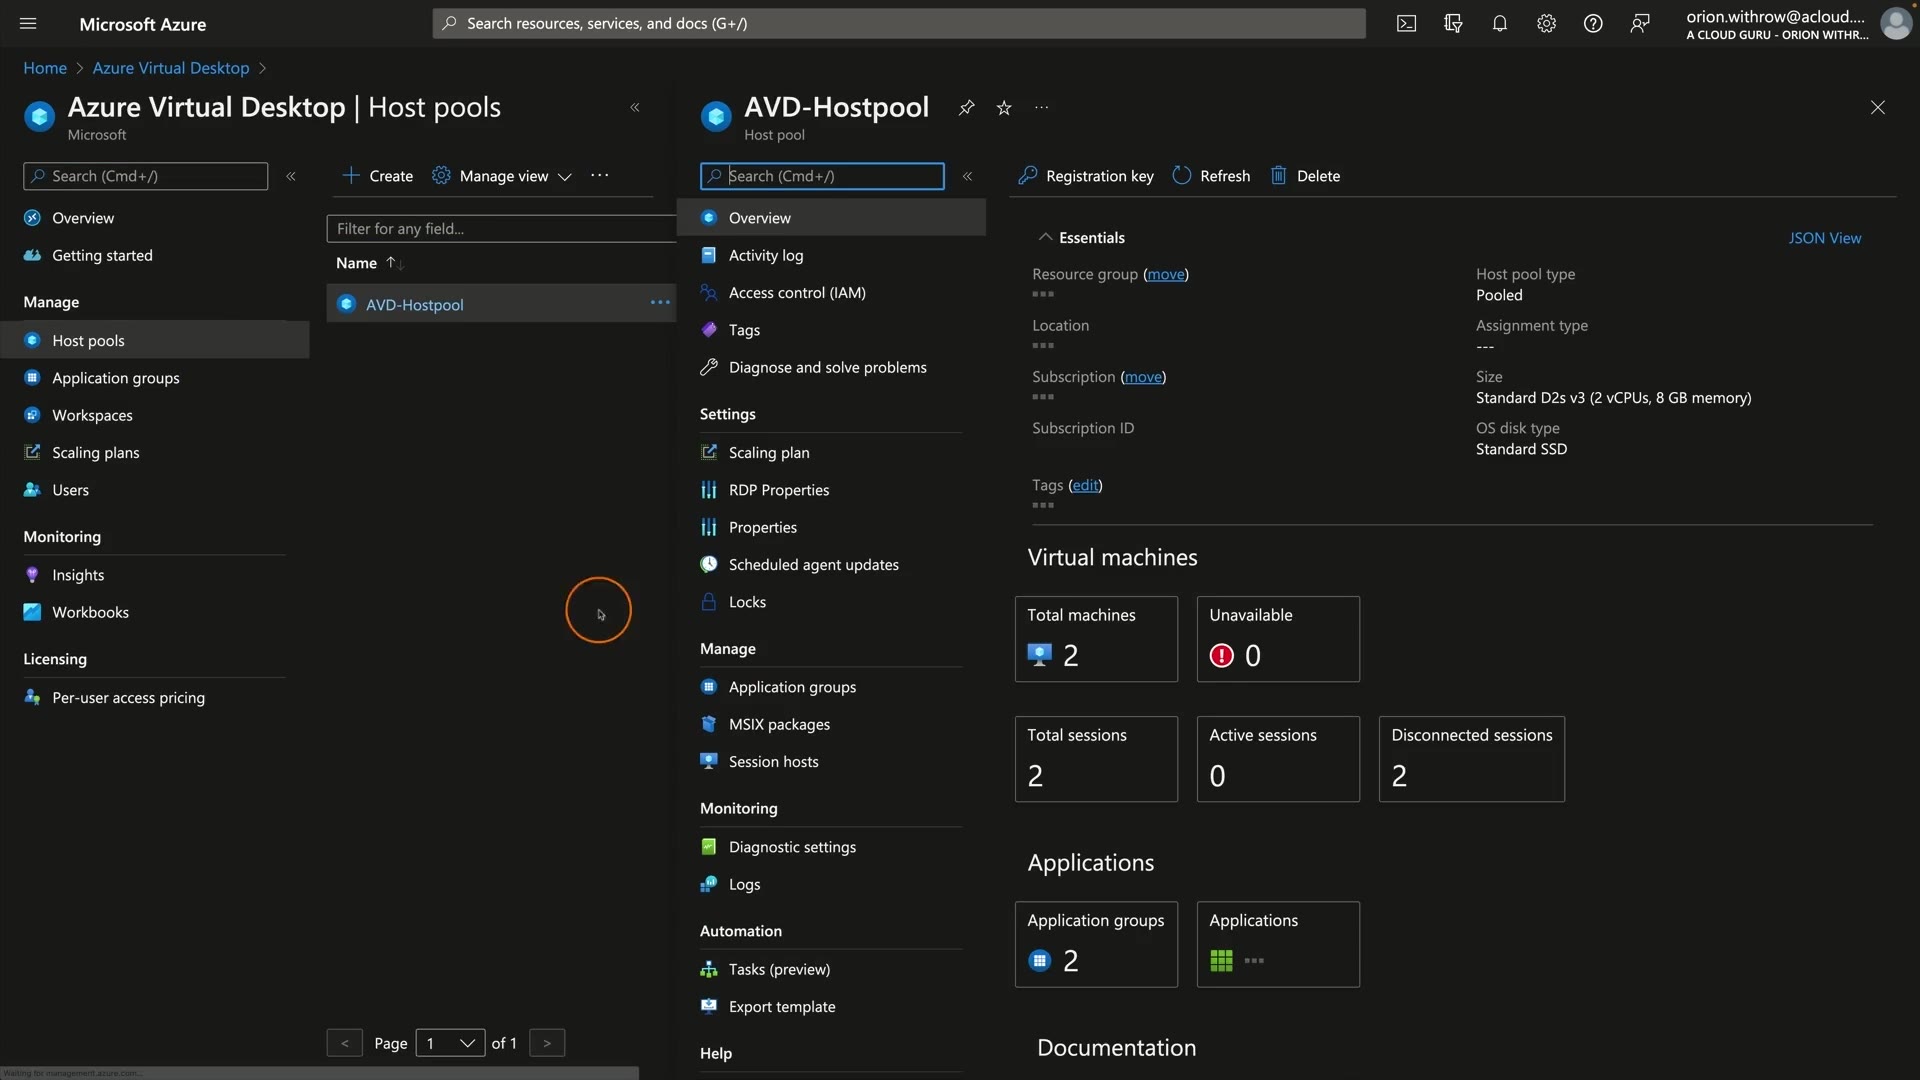 Microsoft Azure
Search resources, services, and docs (G+/)
orion.withrow@acloud....
A CLOUD GURU - ORION WITHR...
Home > Azure Virtual Desktop >
Azure Virtual Desktop | Host pools
Microsoft
Search (Cmd+/)
Overview
Getting started
Manage
Host pools
Application groups
Workspaces
Scaling plans
Users
Monitoring
Insights
Workbooks
Licensing
Per-user access pricing
Create
Manage view
Filter for any field...
Name
AVD-Hostpool
< Page 1 of 1 >
Waiting for management.azure.com...
AVD-Hostpool
Host pool
Search (Cmd+/)
Overview
Activity log
Access control (IAM)
Tags
Diagnose and solve problems
Settings
Scaling plan
RDP Properties
Properties
Scheduled agent updates
Locks
Manage
Application groups
MSIX packages
Session hosts
Monitoring
Diagnostic settings
Logs
Automation
Tasks (preview)
Export template
Help
Registration key
Refresh
Delete
Essentials
JSON View
Resource group (move)
Location
Subscription (move)
Subscription ID
Tags (edit)
Host pool type
Pooled
Assignment type
---
Size
Standard D2s v3 (2 vCPUs, 8 GB memory)
OS disk type
Standard SSD
Virtual machines
Total machines
2
Unavailable
0
Total sessions
2
Active sessions
0
Disconnected sessions
2
Applications
Application groups
2
Applications
Documentation